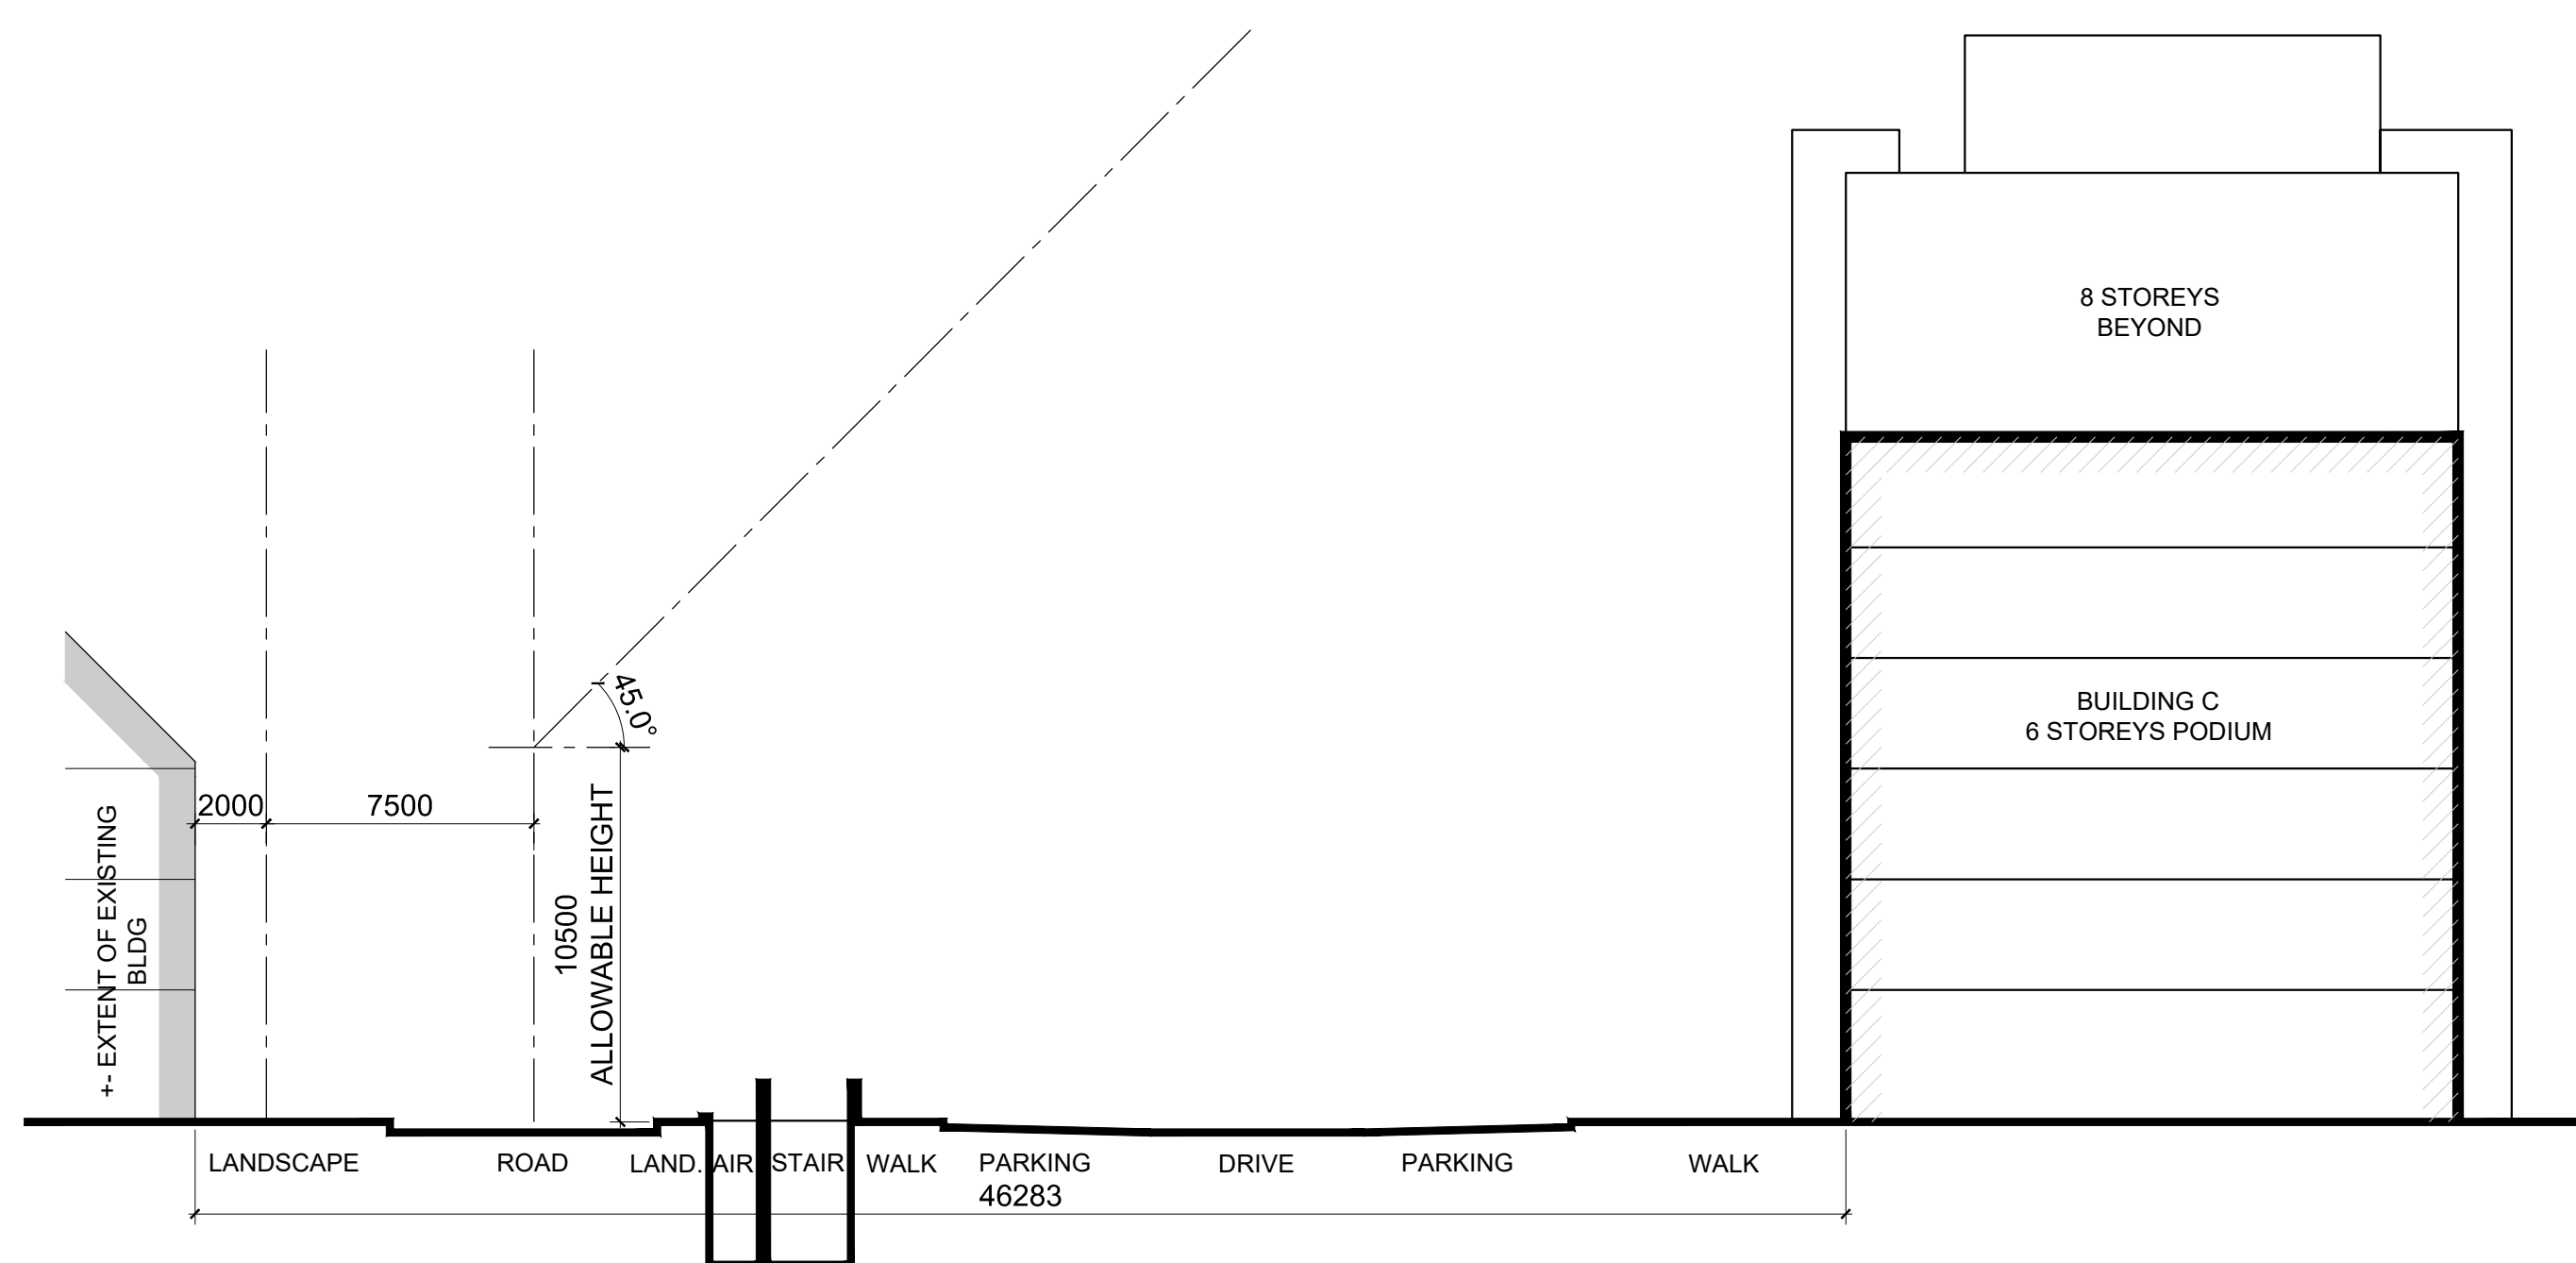 8 STOREYS
BEYOND
45.0°
BUILDING C
6 STOREYS PODIUM
2000
7500
+- EXTENT OF EXISTING
BLDG
10500
ALLOWABLE HEIGHT
LANDSCAPE
ROAD
LAND.
AIR
STAIR
WALK
PARKING
DRIVE
PARKING
WALK
46283